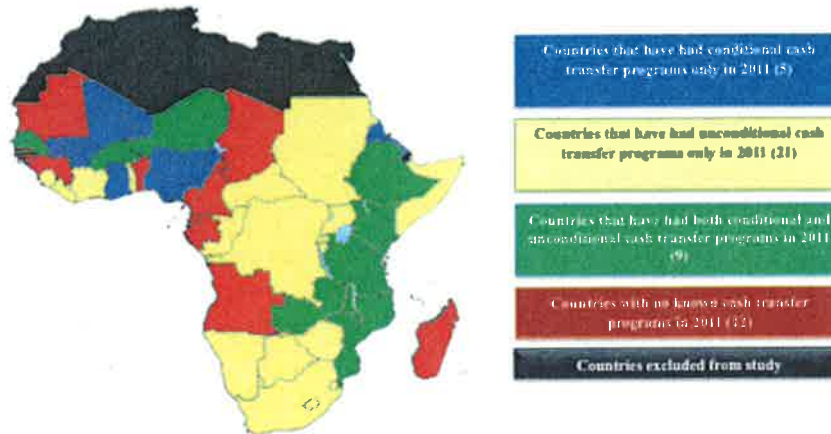 Countries that have had conditional cash
transfer programs only in 2011 (5)
Countries that have had unconditional cash
transfer programs only in 2011 (21)
Countries that have had both conditional and
unconditional cash transfer programs in 2011
(9)
Countries with no known cash transfer
programs in 2011 (12)
Countries excluded from study